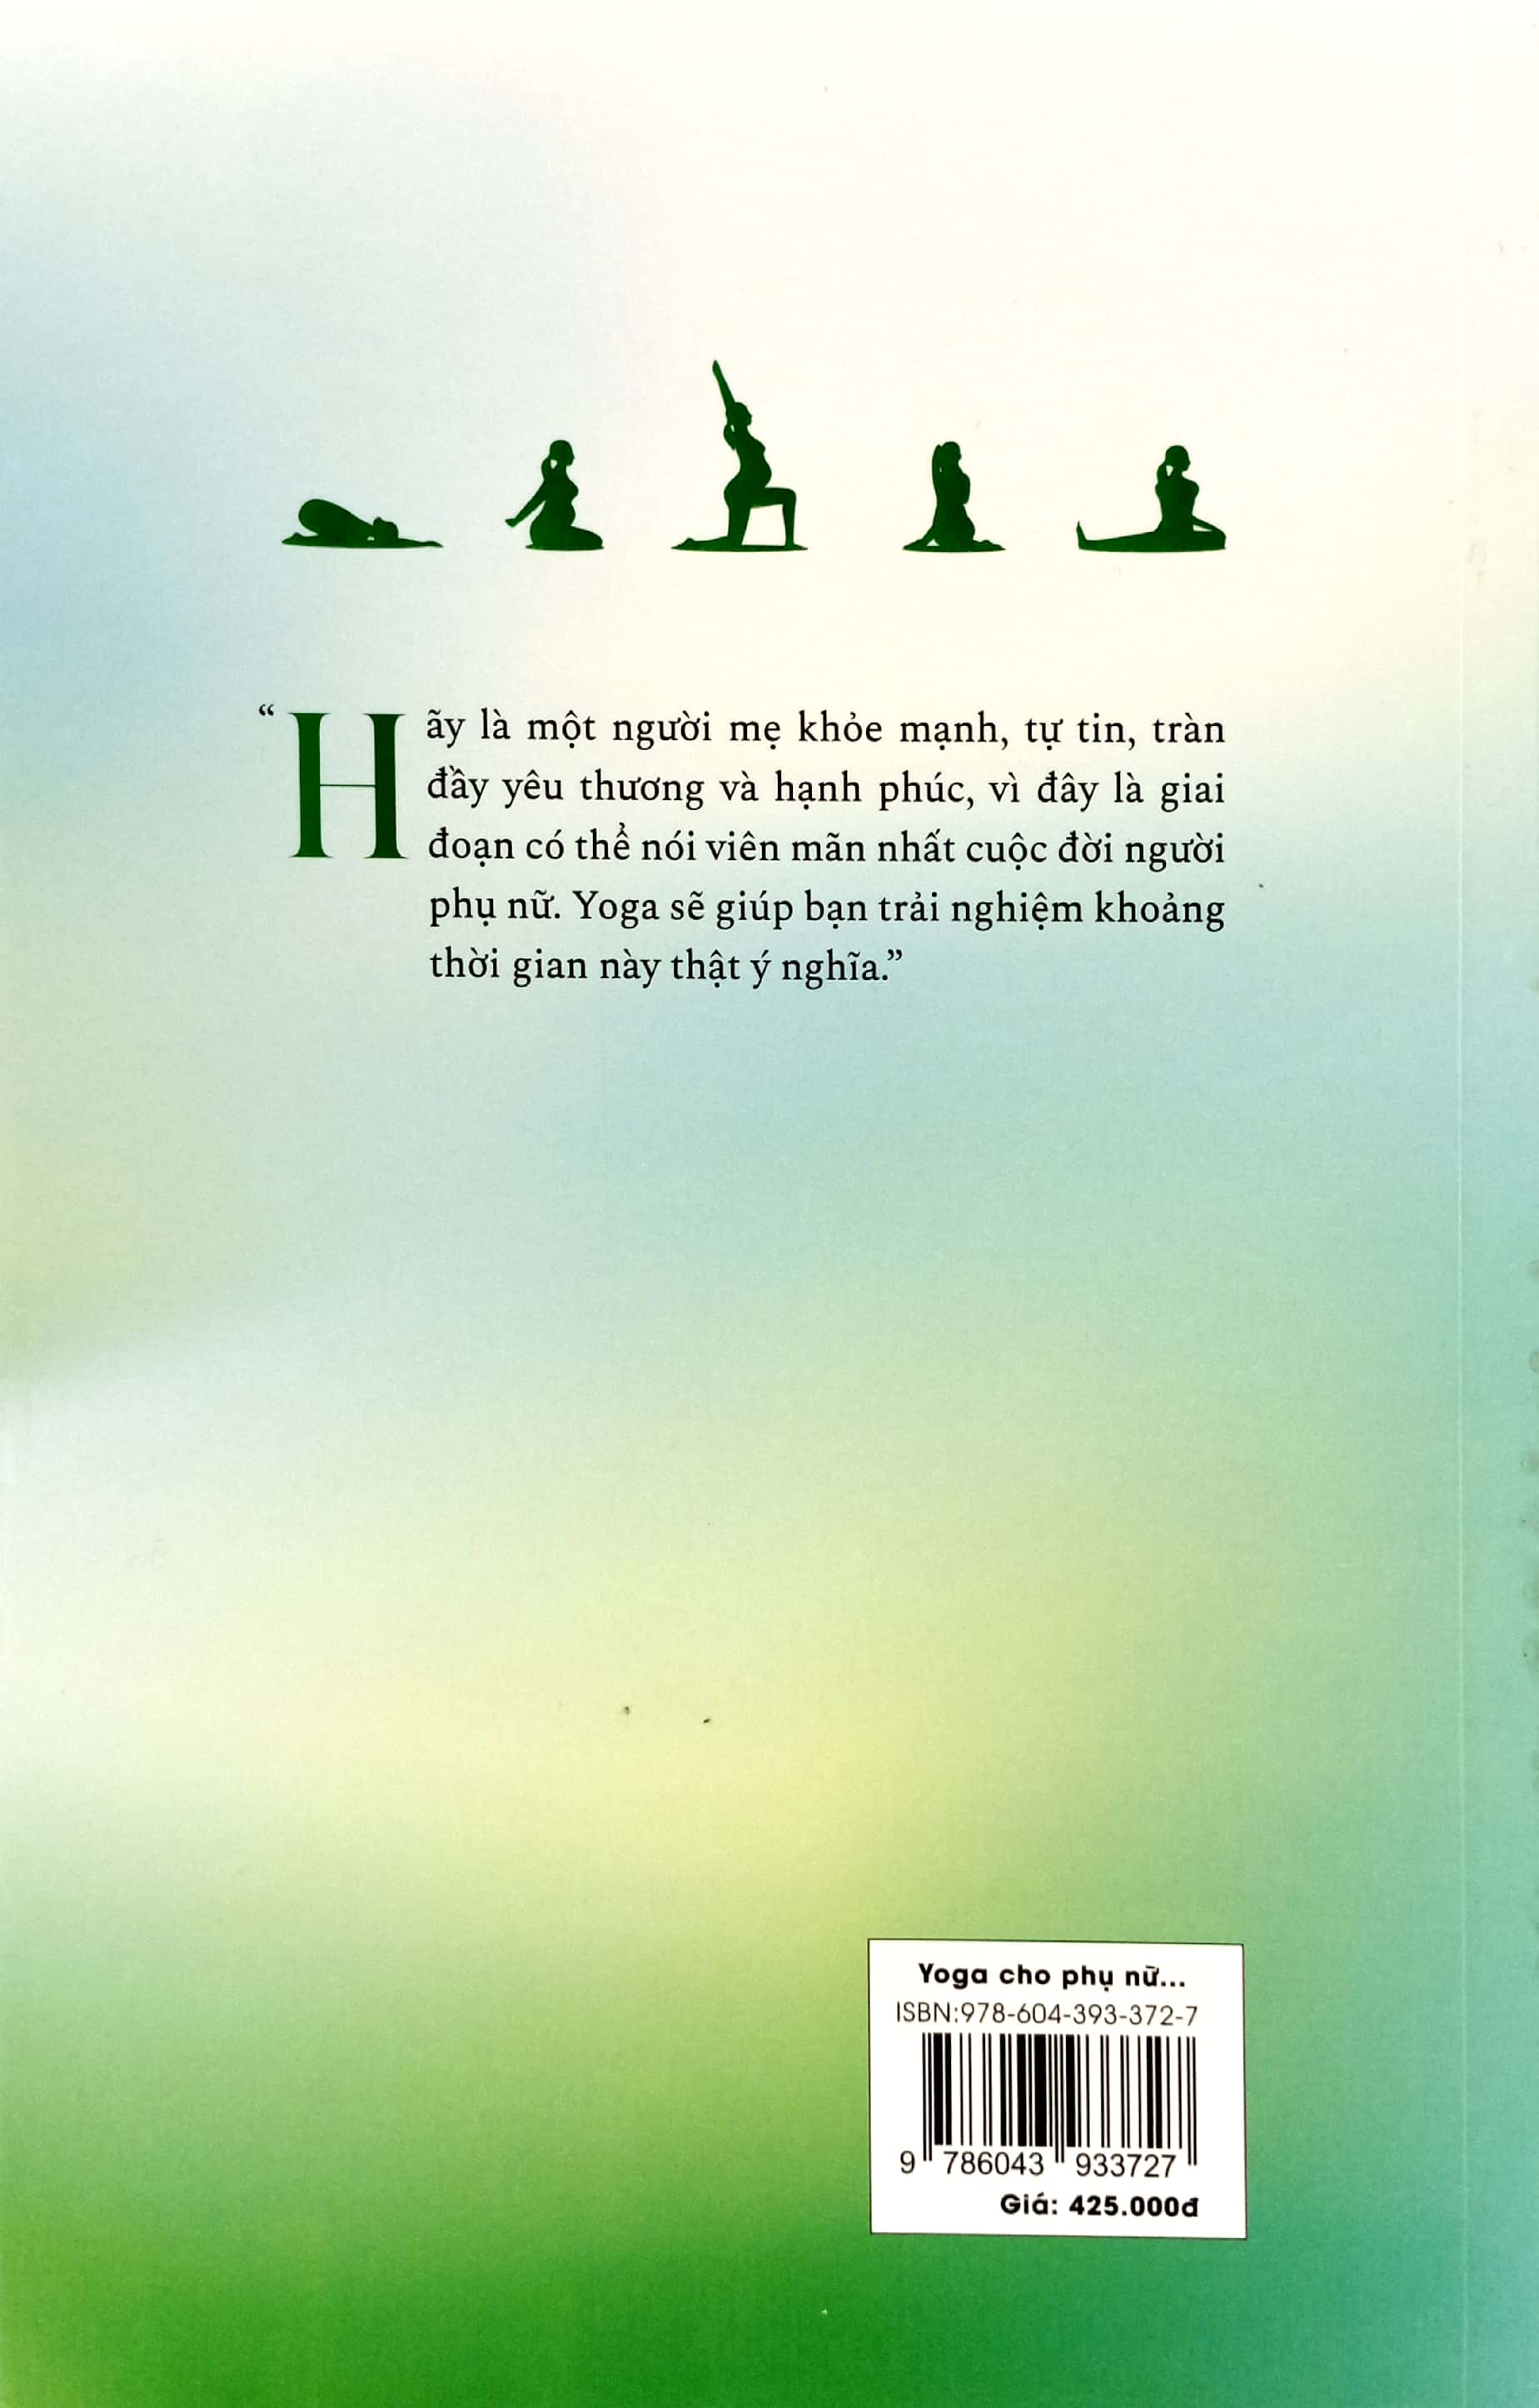 “Hãy là một người mẹ khỏe mạnh, tự tin, tràn
đầy yêu thương và hạnh phúc, vì đây là giai
đoạn có thể nói viên mãn nhất cuộc đời người
phụ nữ. Yoga sẽ giúp bạn trải nghiệm khoảng
thời gian này thật ý nghĩa.”
Yoga cho phụ nữ...
ISBN:978-604-393-372-7
9 786043 933727
Giá: 425.000đ